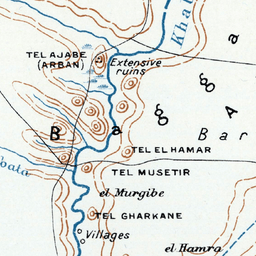 Khab
TEL AJABE
(ARBAN)
Extensive
ruins
a
g
g
A
B
a
Bar
TEL EL HAMAR
bata
TEL MUSETIR
el Murgibe
TEL GHARKANE
Villages
el Hamra